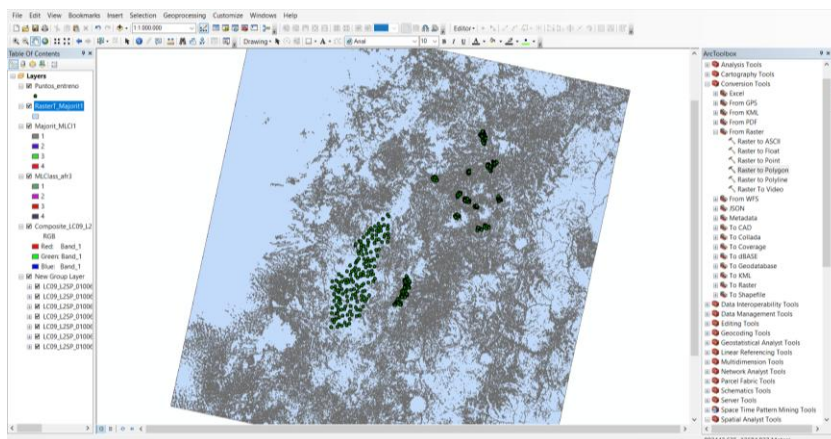 File Edit View Bookmarks Insert Selection Geoprocessing Customize Windows Help
1:1 000 000
Editor
Drawing
Arial
10
B I U A
Table Of Contents
Layers
Puntos_entreno
RasterT_Majorit1
Majorit_MLCl1
1
2
3
4
MLClass_afr3
1
2
3
4
Composite_LC09_L2
RGB
Red: Band_1
Green: Band_1
Blue: Band_1
New Group Layer
LC09_L2SP_01006
LC09_L2SP_01006
LC09_L2SP_01006
LC09_L2SP_01006
LC09_L2SP_01006
LC09_L2SP_01006
LC09_L2SP_01006
ArcToolbox
Analysis Tools
Cartography Tools
Conversion Tools
Excel
From GPS
From KML
From PDF
From Raster
Raster to ASCII
Raster to Float
Raster to Point
Raster to Polygon
Raster to Polyline
Raster To Video
From WFS
JSON
Metadata
To CAD
To Collada
To Coverage
To dBASE
To Geodatabase
To KML
To Raster
To Shapefile
Data Interoperability Tools
Data Management Tools
Editing Tools
Geocoding Tools
Geostatistical Analyst Tools
Linear Referencing Tools
Multidimension Tools
Network Analyst Tools
Parcel Fabric Tools
Schematics Tools
Server Tools
Space Time Pattern Mining Tools
Spatial Analyst Tools